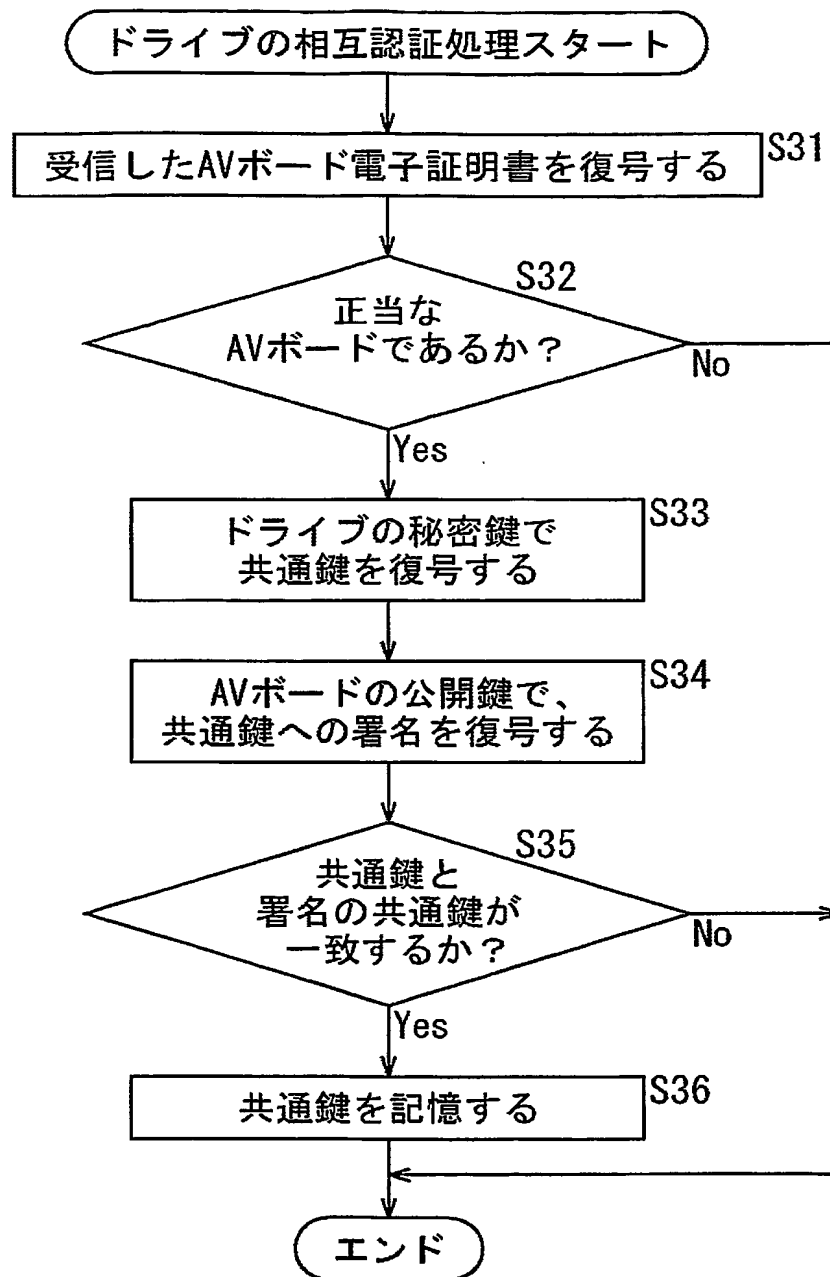 ドライブの相互認証処理スタート
受信したAVボード電子証明書を復号する
S31
S32
正当な
AVボードであるか？
No
Yes
ドライブの秘密鍵で
共通鍵を復号する
S33
AVボードの公開鍵で、
共通鍵への署名を復号する
S34
S35
共通鍵と
署名の共通鍵が
一致するか？
No
Yes
共通鍵を記憶する
S36
エンド